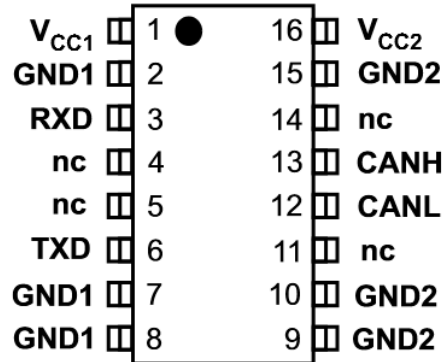 VCC1 1 16 VCC2
GND1 2 15 GND2
RXD 3 14 nc
nc 4 13 CANH
nc 5 12 CANL
TXD 6 11 nc
GND1 7 10 GND2
GND1 8 9 GND2